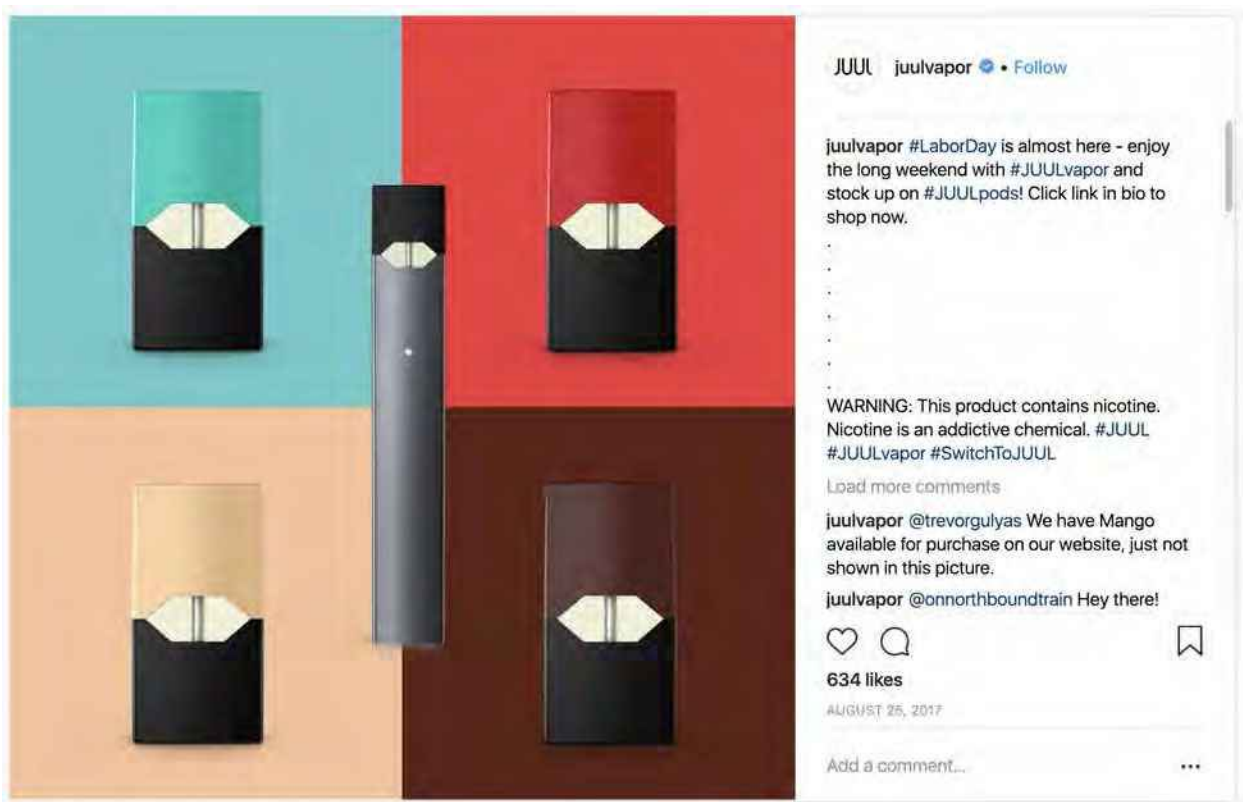 JUUL juulvapor • Follow
juulvapor #LaborDay is almost here - enjoy
the long weekend with #JUULvapor and
stock up on #JUULpods! Click link in bio to
shop now.
.
.
.
.
.
.
.
WARNING: This product contains nicotine.
Nicotine is an addictive chemical. #JUUL
#JUULvapor #SwitchToJUUL
Load more comments
juulvapor @trevorgulyas We have Mango
available for purchase on our website, just not
shown in this picture.
juulvapor @onnorthboundtrain Hey there!
634 likes
AUGUST 25, 2017
Add a comment...